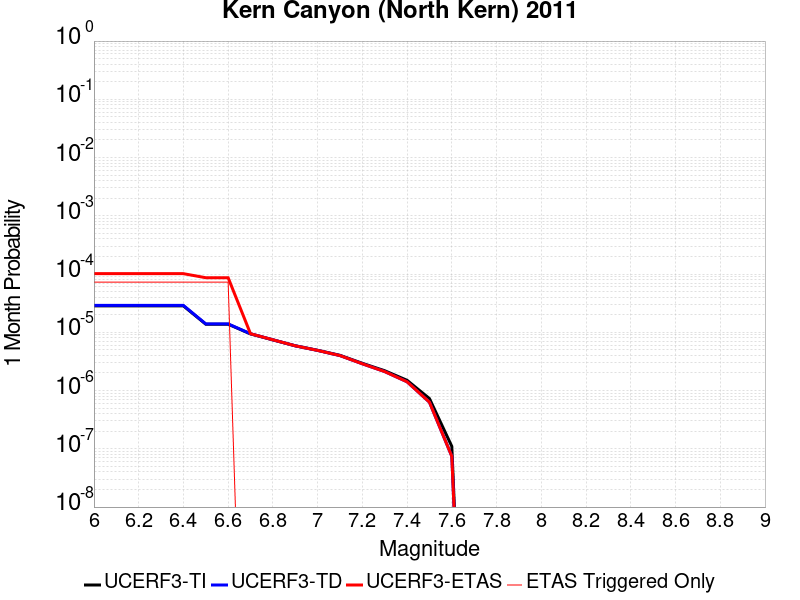 Kern Canyon (North Kern) 2011
10 0
10 -1
10 -2
10 -3
10 -4
10 -5
10 -6
10 -7
10 -8
1 Month Probability
6 6.2 6.4 6.6 6.8 7 7.2 7.4 7.6 7.8 8 8.2 8.4 8.6 8.8 9
Magnitude
UCERF3-TI UCERF3-TD UCERF3-ETAS ETAS Triggered Only